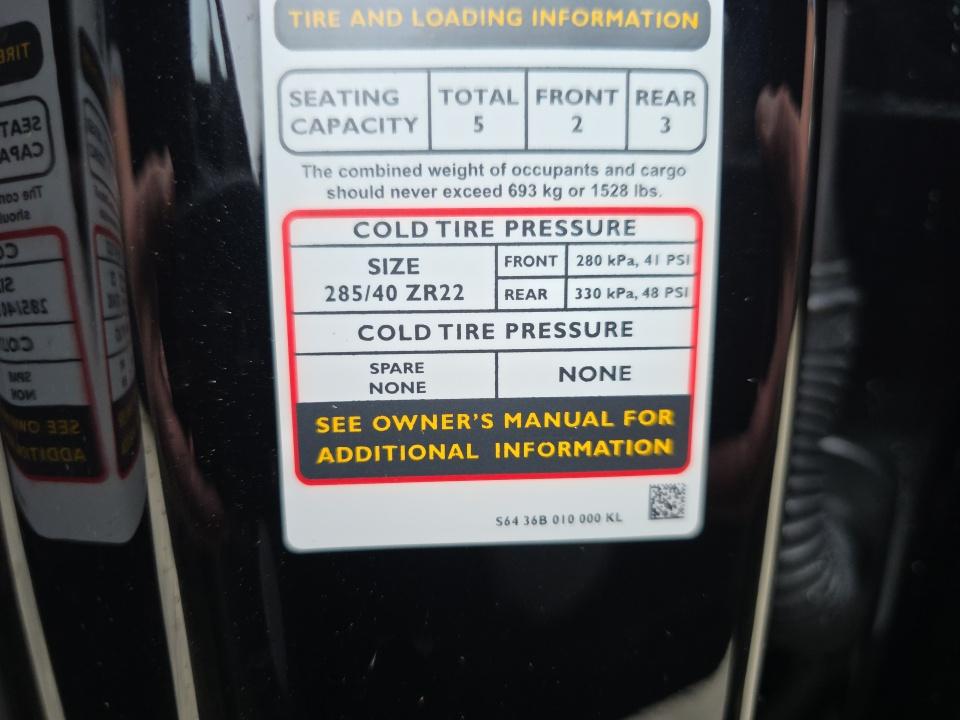 TIRE AND LOADING INFORMATION
SEATING CAPACITY TOTAL 5 FRONT 2 REAR 3
The combined weight of occupants and cargo
should never exceed 693 kg or 1528 lbs.
COLD TIRE PRESSURE
SIZE
285/40 ZR22
FRONT 280 kPa, 41 PSI
REAR 330 kPa, 48 PSI
COLD TIRE PRESSURE
SPARE
NONE
NONE
SEE OWNER'S MANUAL FOR
ADDITIONAL INFORMATION
S64 36B 010 000 KL